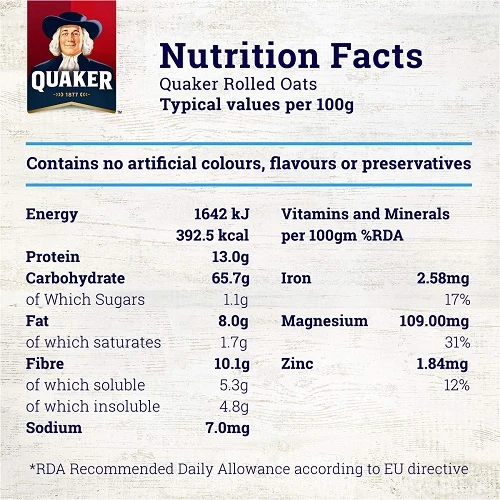 QUAKER
1877
Nutrition Facts
Quaker Rolled Oats
Typical values per 100g
Contains no artificial colours, flavours or preservatives
Energy 1642 kJ
392.5 kcal
Protein 13.0g
Carbohydrate 65.7g
of Which Sugars 1.1g
Fat 8.0g
of which saturates 1.7g
Fibre 10.1g
of which soluble 5.3g
of which insoluble 4.8g
Sodium 7.0mg
Vitamins and Minerals
per 100gm %RDA
Iron 2.58mg
17%
Magnesium 109.00mg
31%
Zinc 1.84mg
12%
*RDA Recommended Daily Allowance according to EU directive